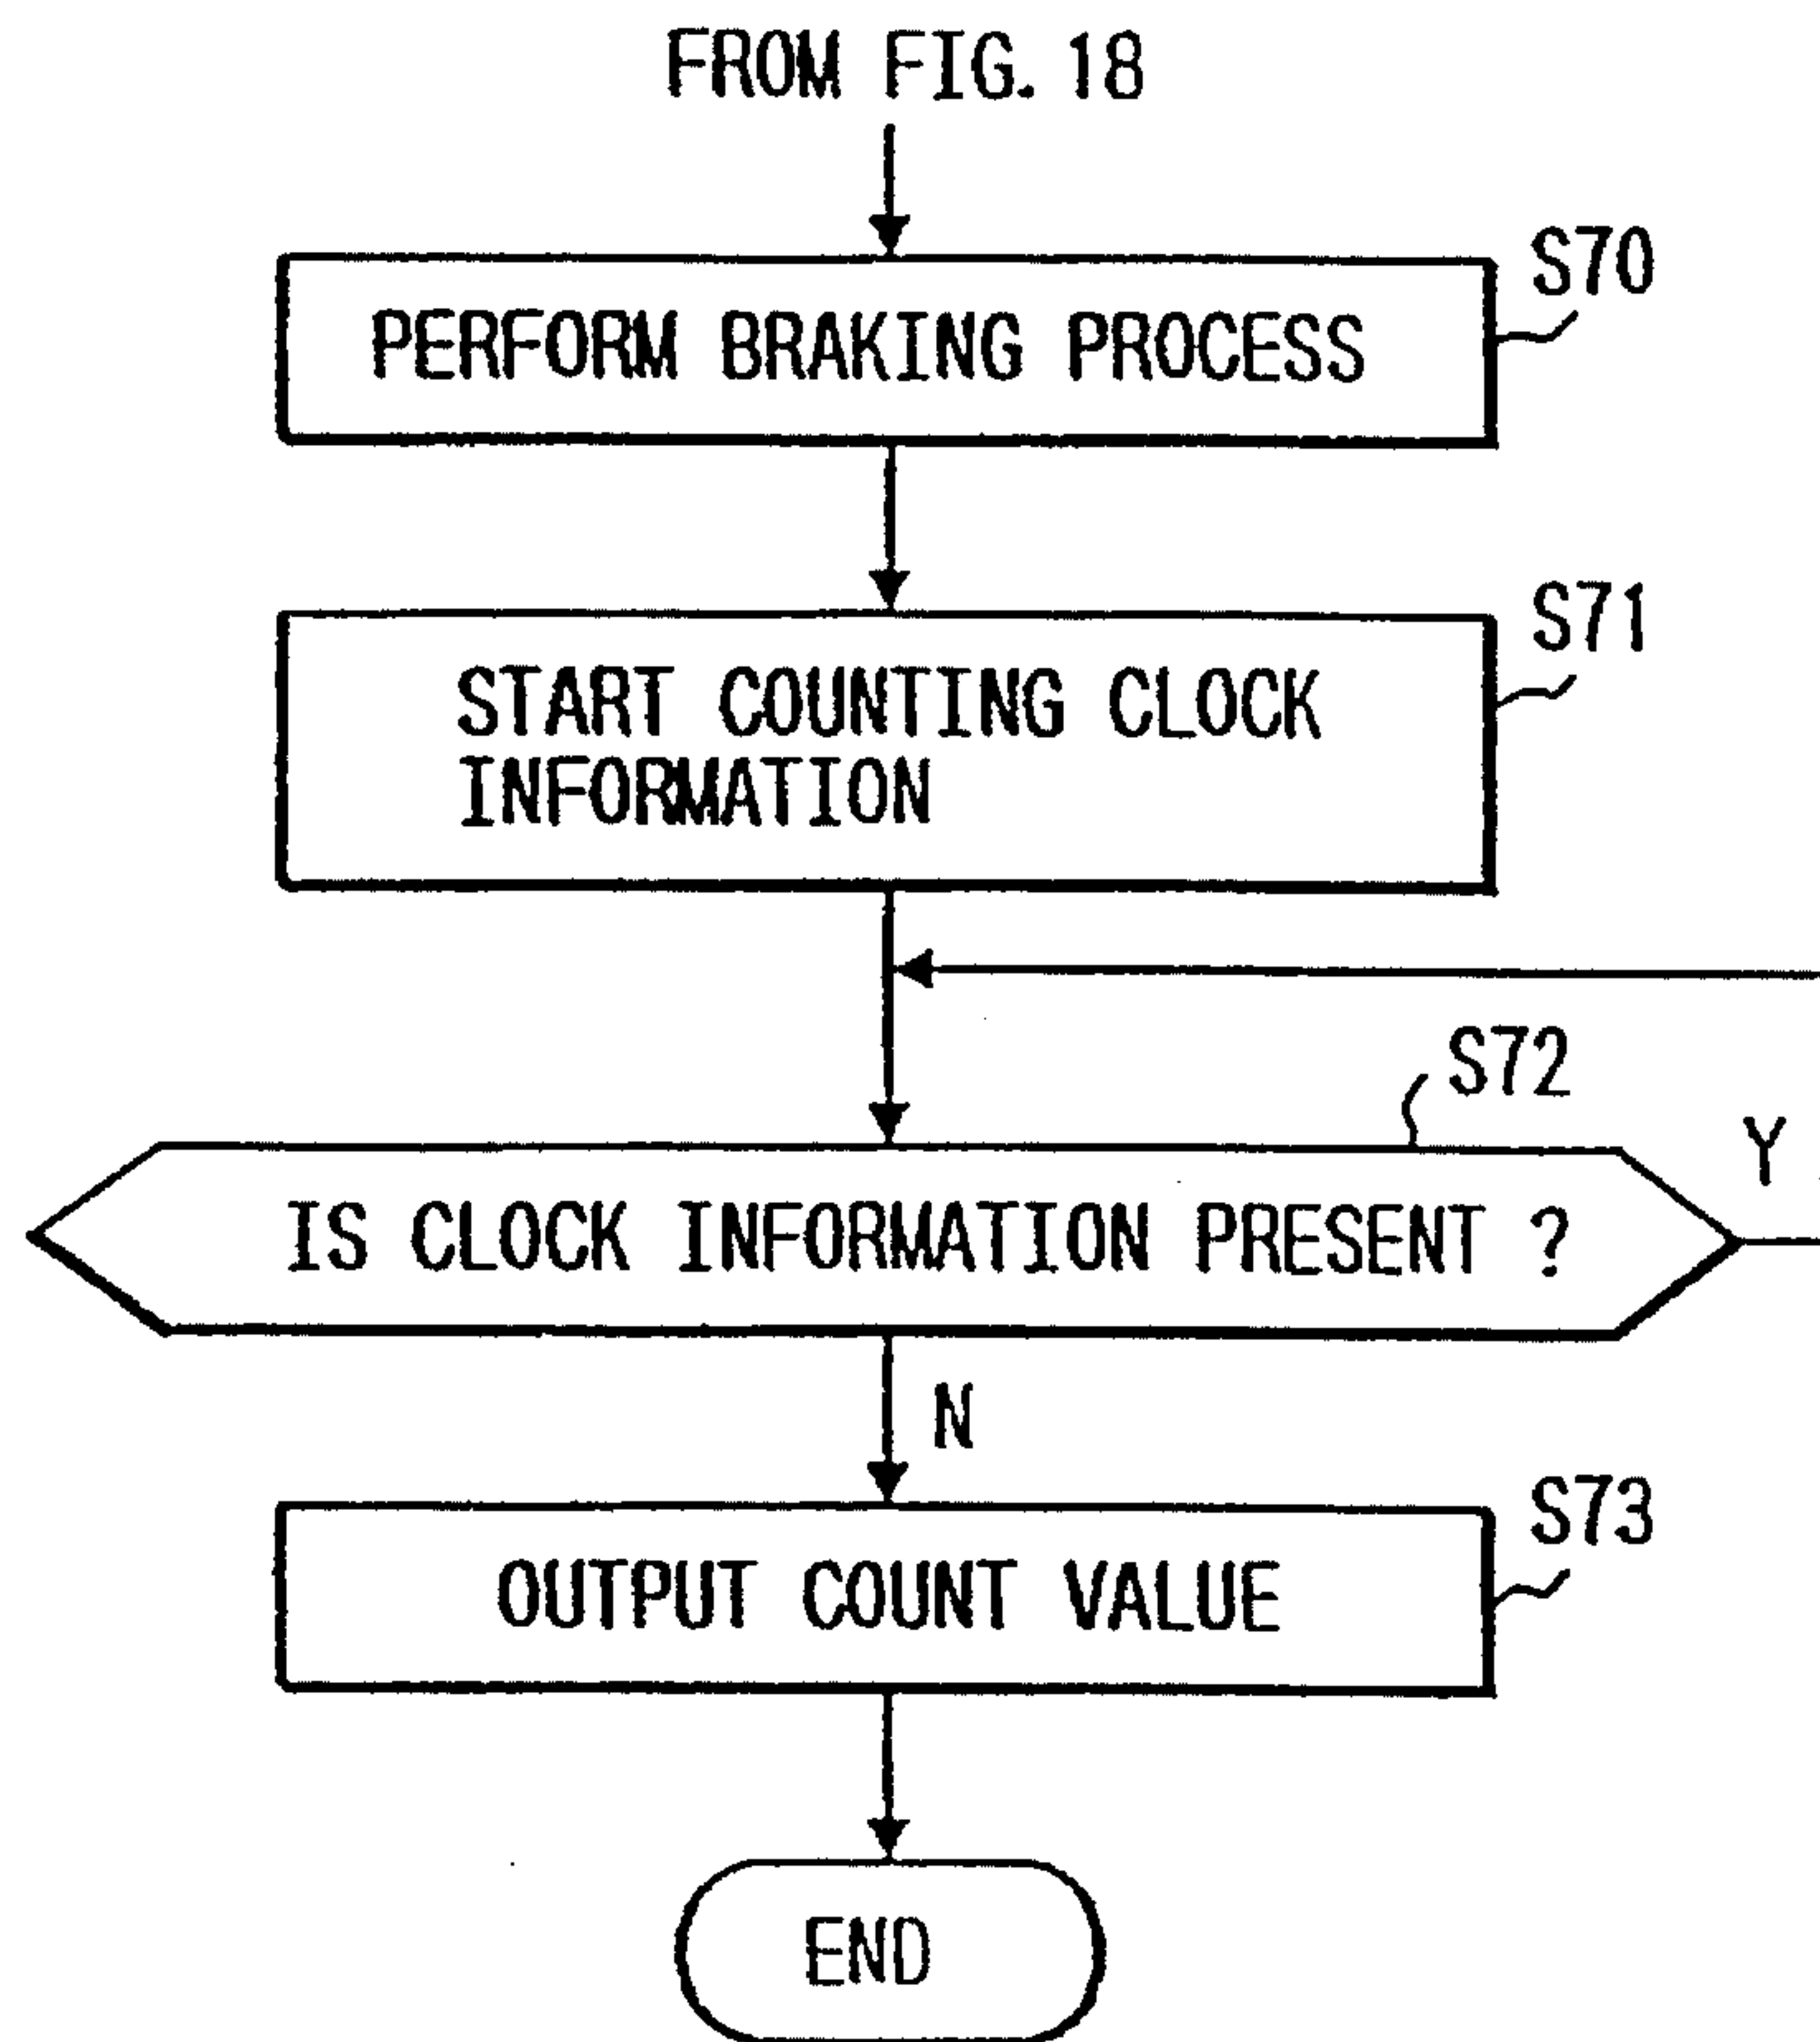 FROM FIG. 18
S70
PERFORM BRAKING PROCESS
S71
START COUNTING CLOCK
INFORMATION
S72
Y
IS CLOCK INFORMATION PRESENT ?
N
S73
OUTPUT COUNT VALUE
END